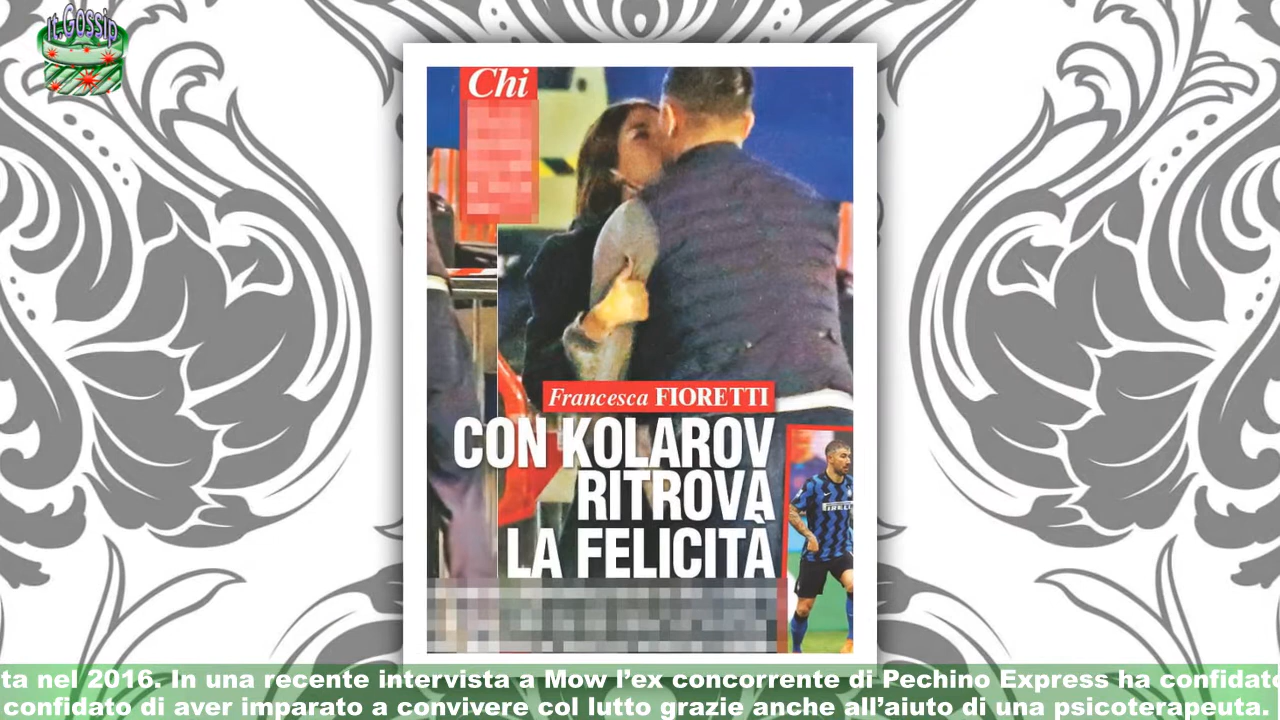 it.Gossip
Chi
Francesca FIORETTI
CON KOLAROV
RITROVA
LA FELICITÀ
PIRELLI
ta nel 2016. In una recente intervista a Mow l'ex concorrente di Pechino Express ha confidato
confidato di aver imparato a convivere col lutto grazie anche all'aiuto di una psicoterapeuta.